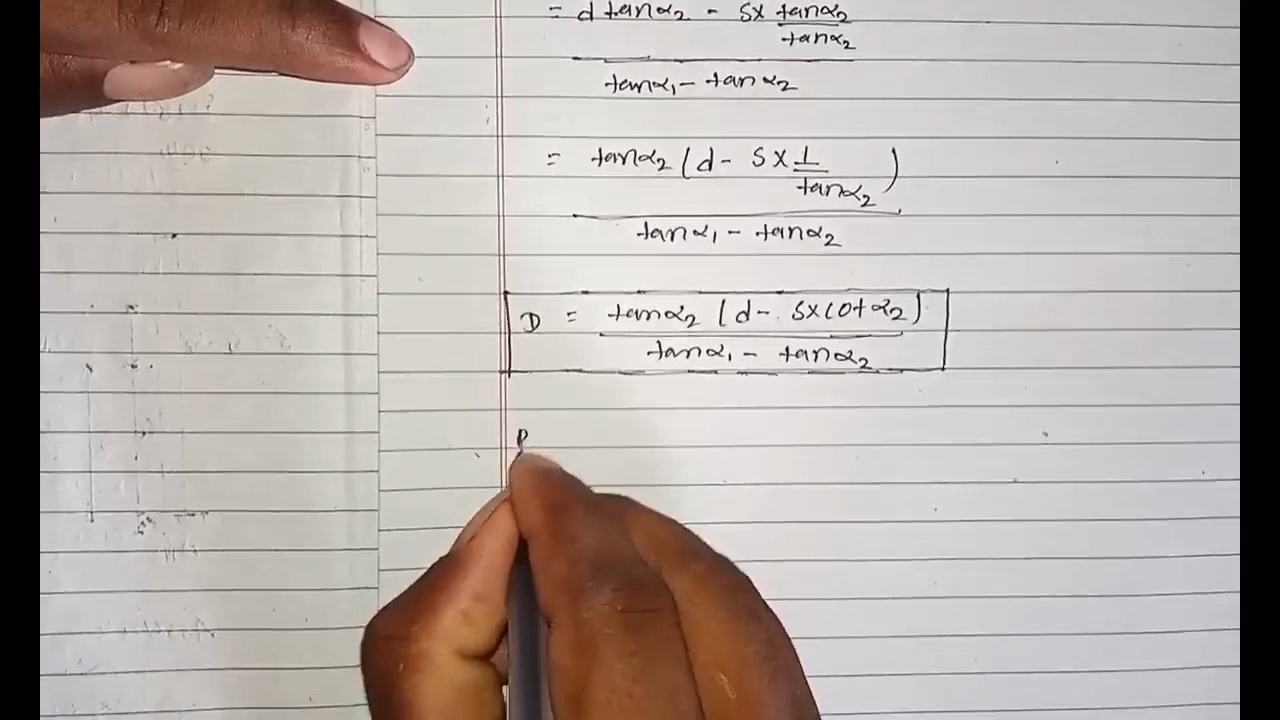 = d tanα2 - s x tanα2
tanα2
tanα1 - tanα2
= tanα2 (d - s x 1
tanα2 )
tanα1 - tanα2
D = tanα2 (d - s x cot α2)
tanα1 - tanα2